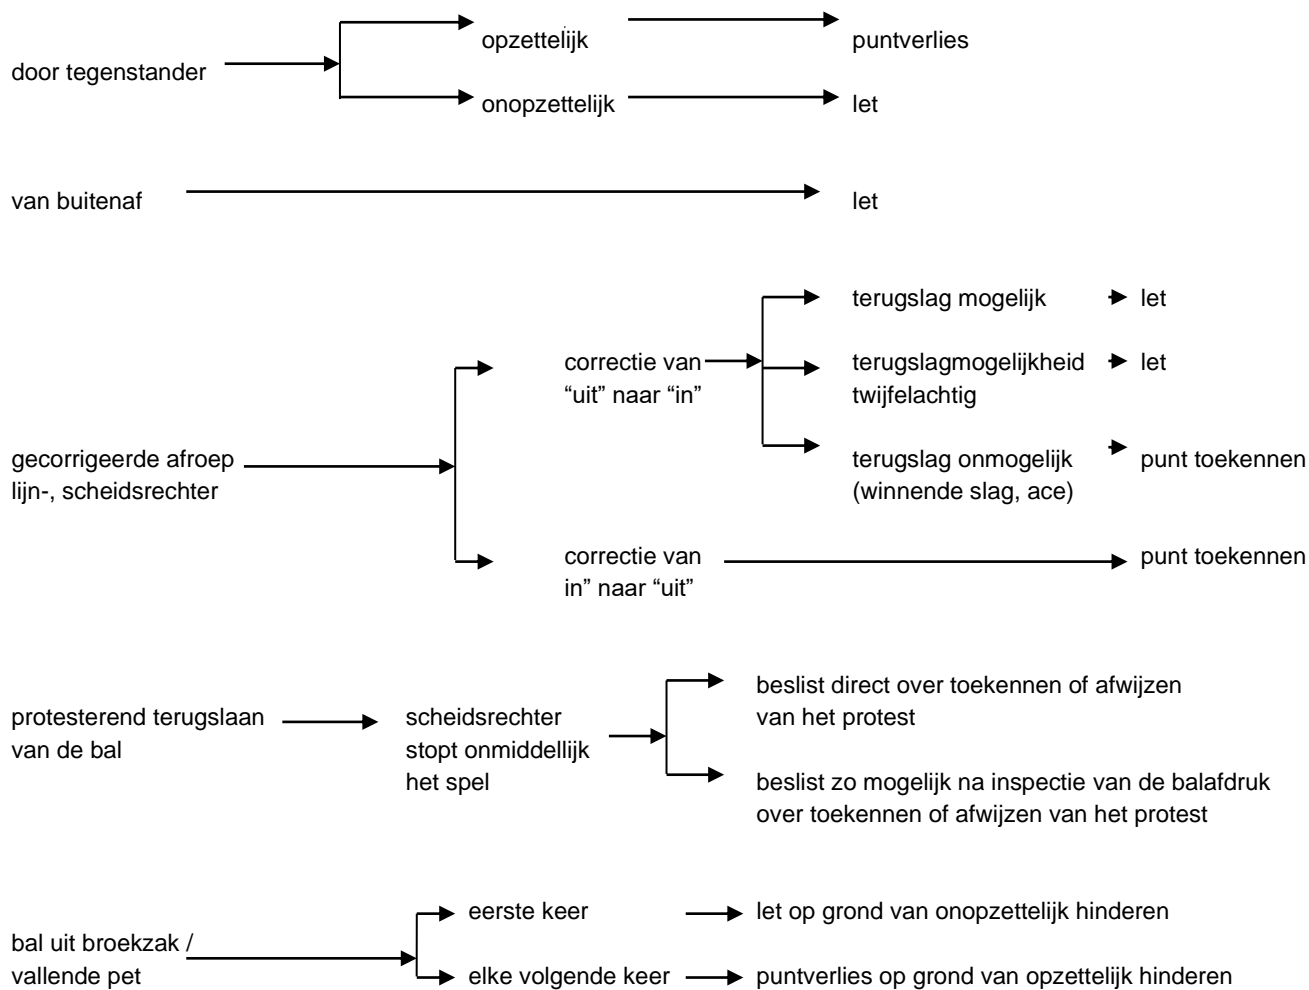 opzettelijk puntverlies
door tegenstander
onopzettelijk let
van buitenaf let
terugslag mogelijk let
correctie van terugslagmogelijkheid let
“uit” naar “in” twijfelachtig
gecorrigeerde afroep terugslag onmogelijk punt toekennen
lijn-, scheidsrechter (winnende slag, ace)
correctie van punt toekennen
in” naar “uit”
beslist direct over toekennen of afwijzen
protesterend terugslaan scheidsrechter van het protest
van de bal stopt onmiddellijk
het spel beslist zo mogelijk na inspectie van de balafdruk
over toekennen of afwijzen van het protest
eerste keer let op grond van onopzettelijk hinderen
bal uit broekzak /
vallende pet elke volgende keer puntverlies op grond van opzettelijk hinderen